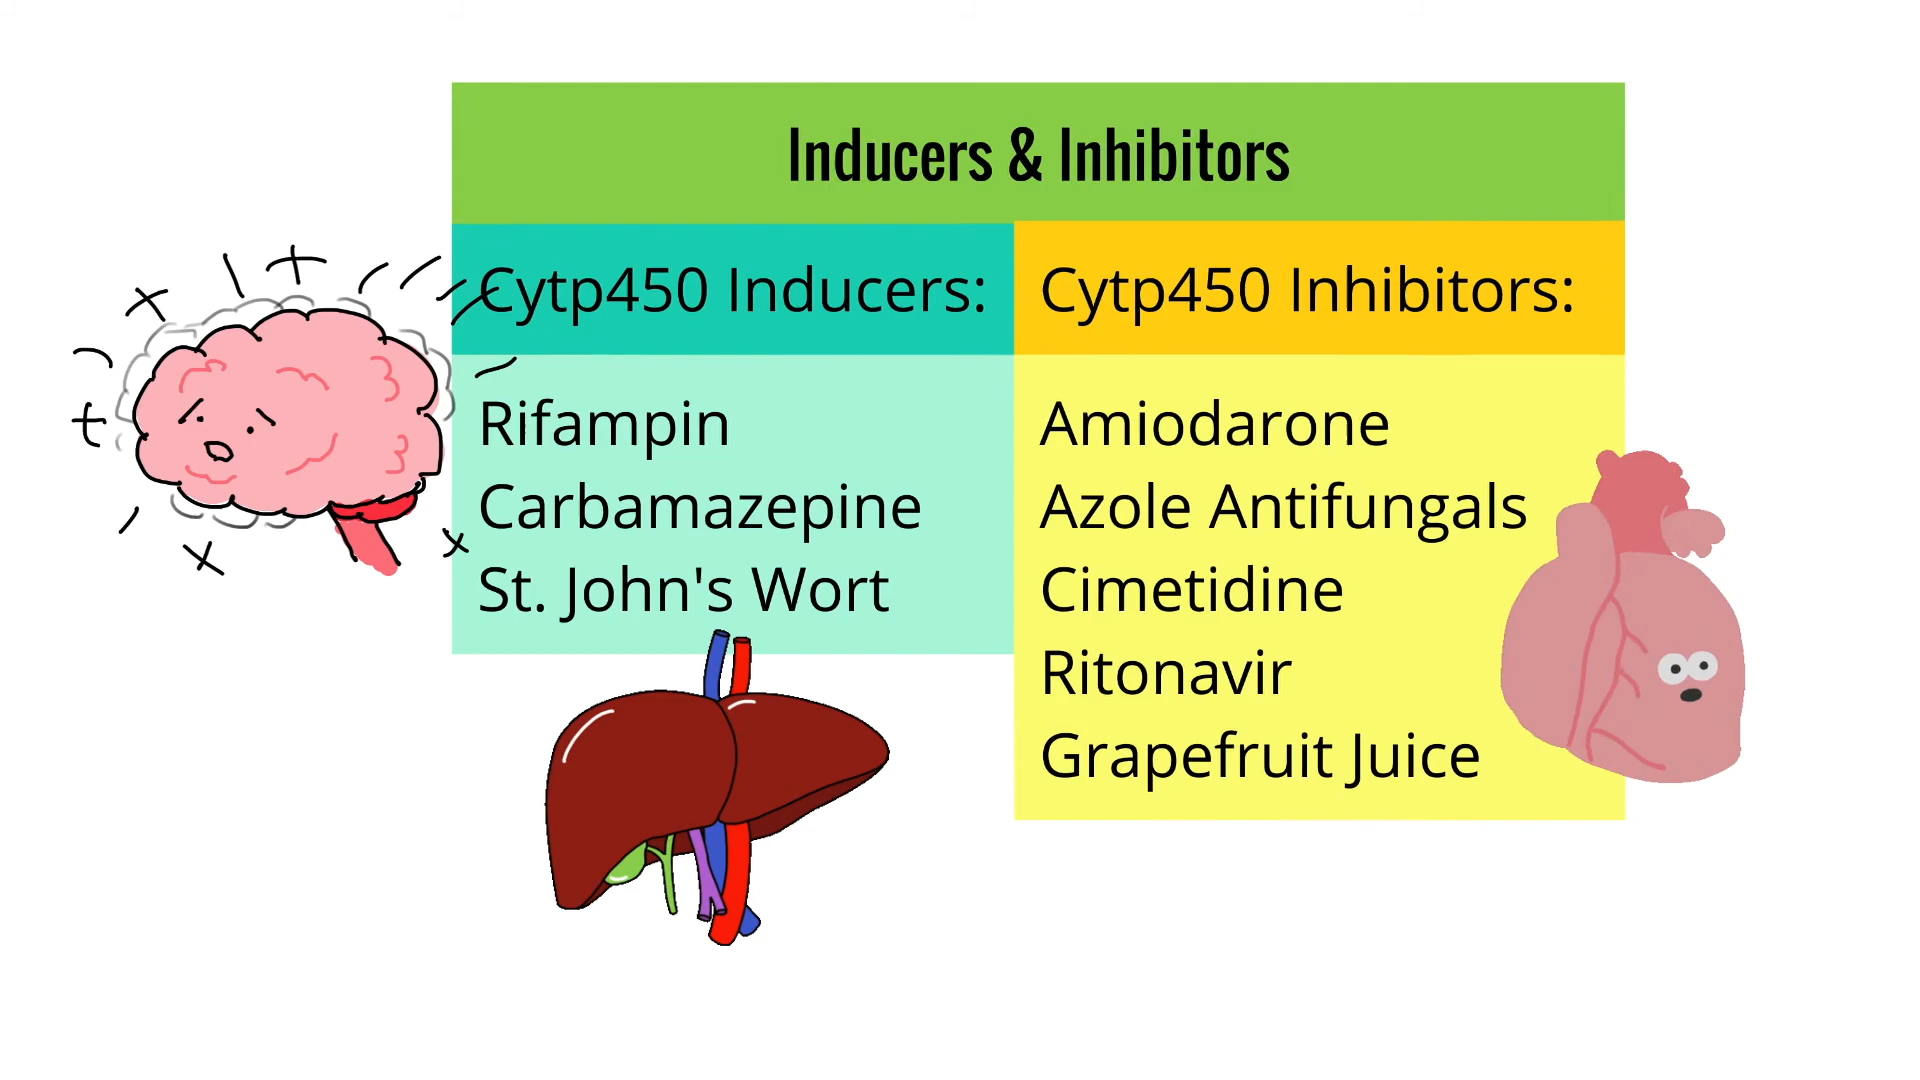 Inducers & Inhibitors
Cytp450 Inducers:
Rifampin
Carbamazepine
St. John's Wort
Cytp450 Inhibitors:
Amiodarone
Azole Antifungals
Cimetidine
Ritonavir
Grapefruit Juice